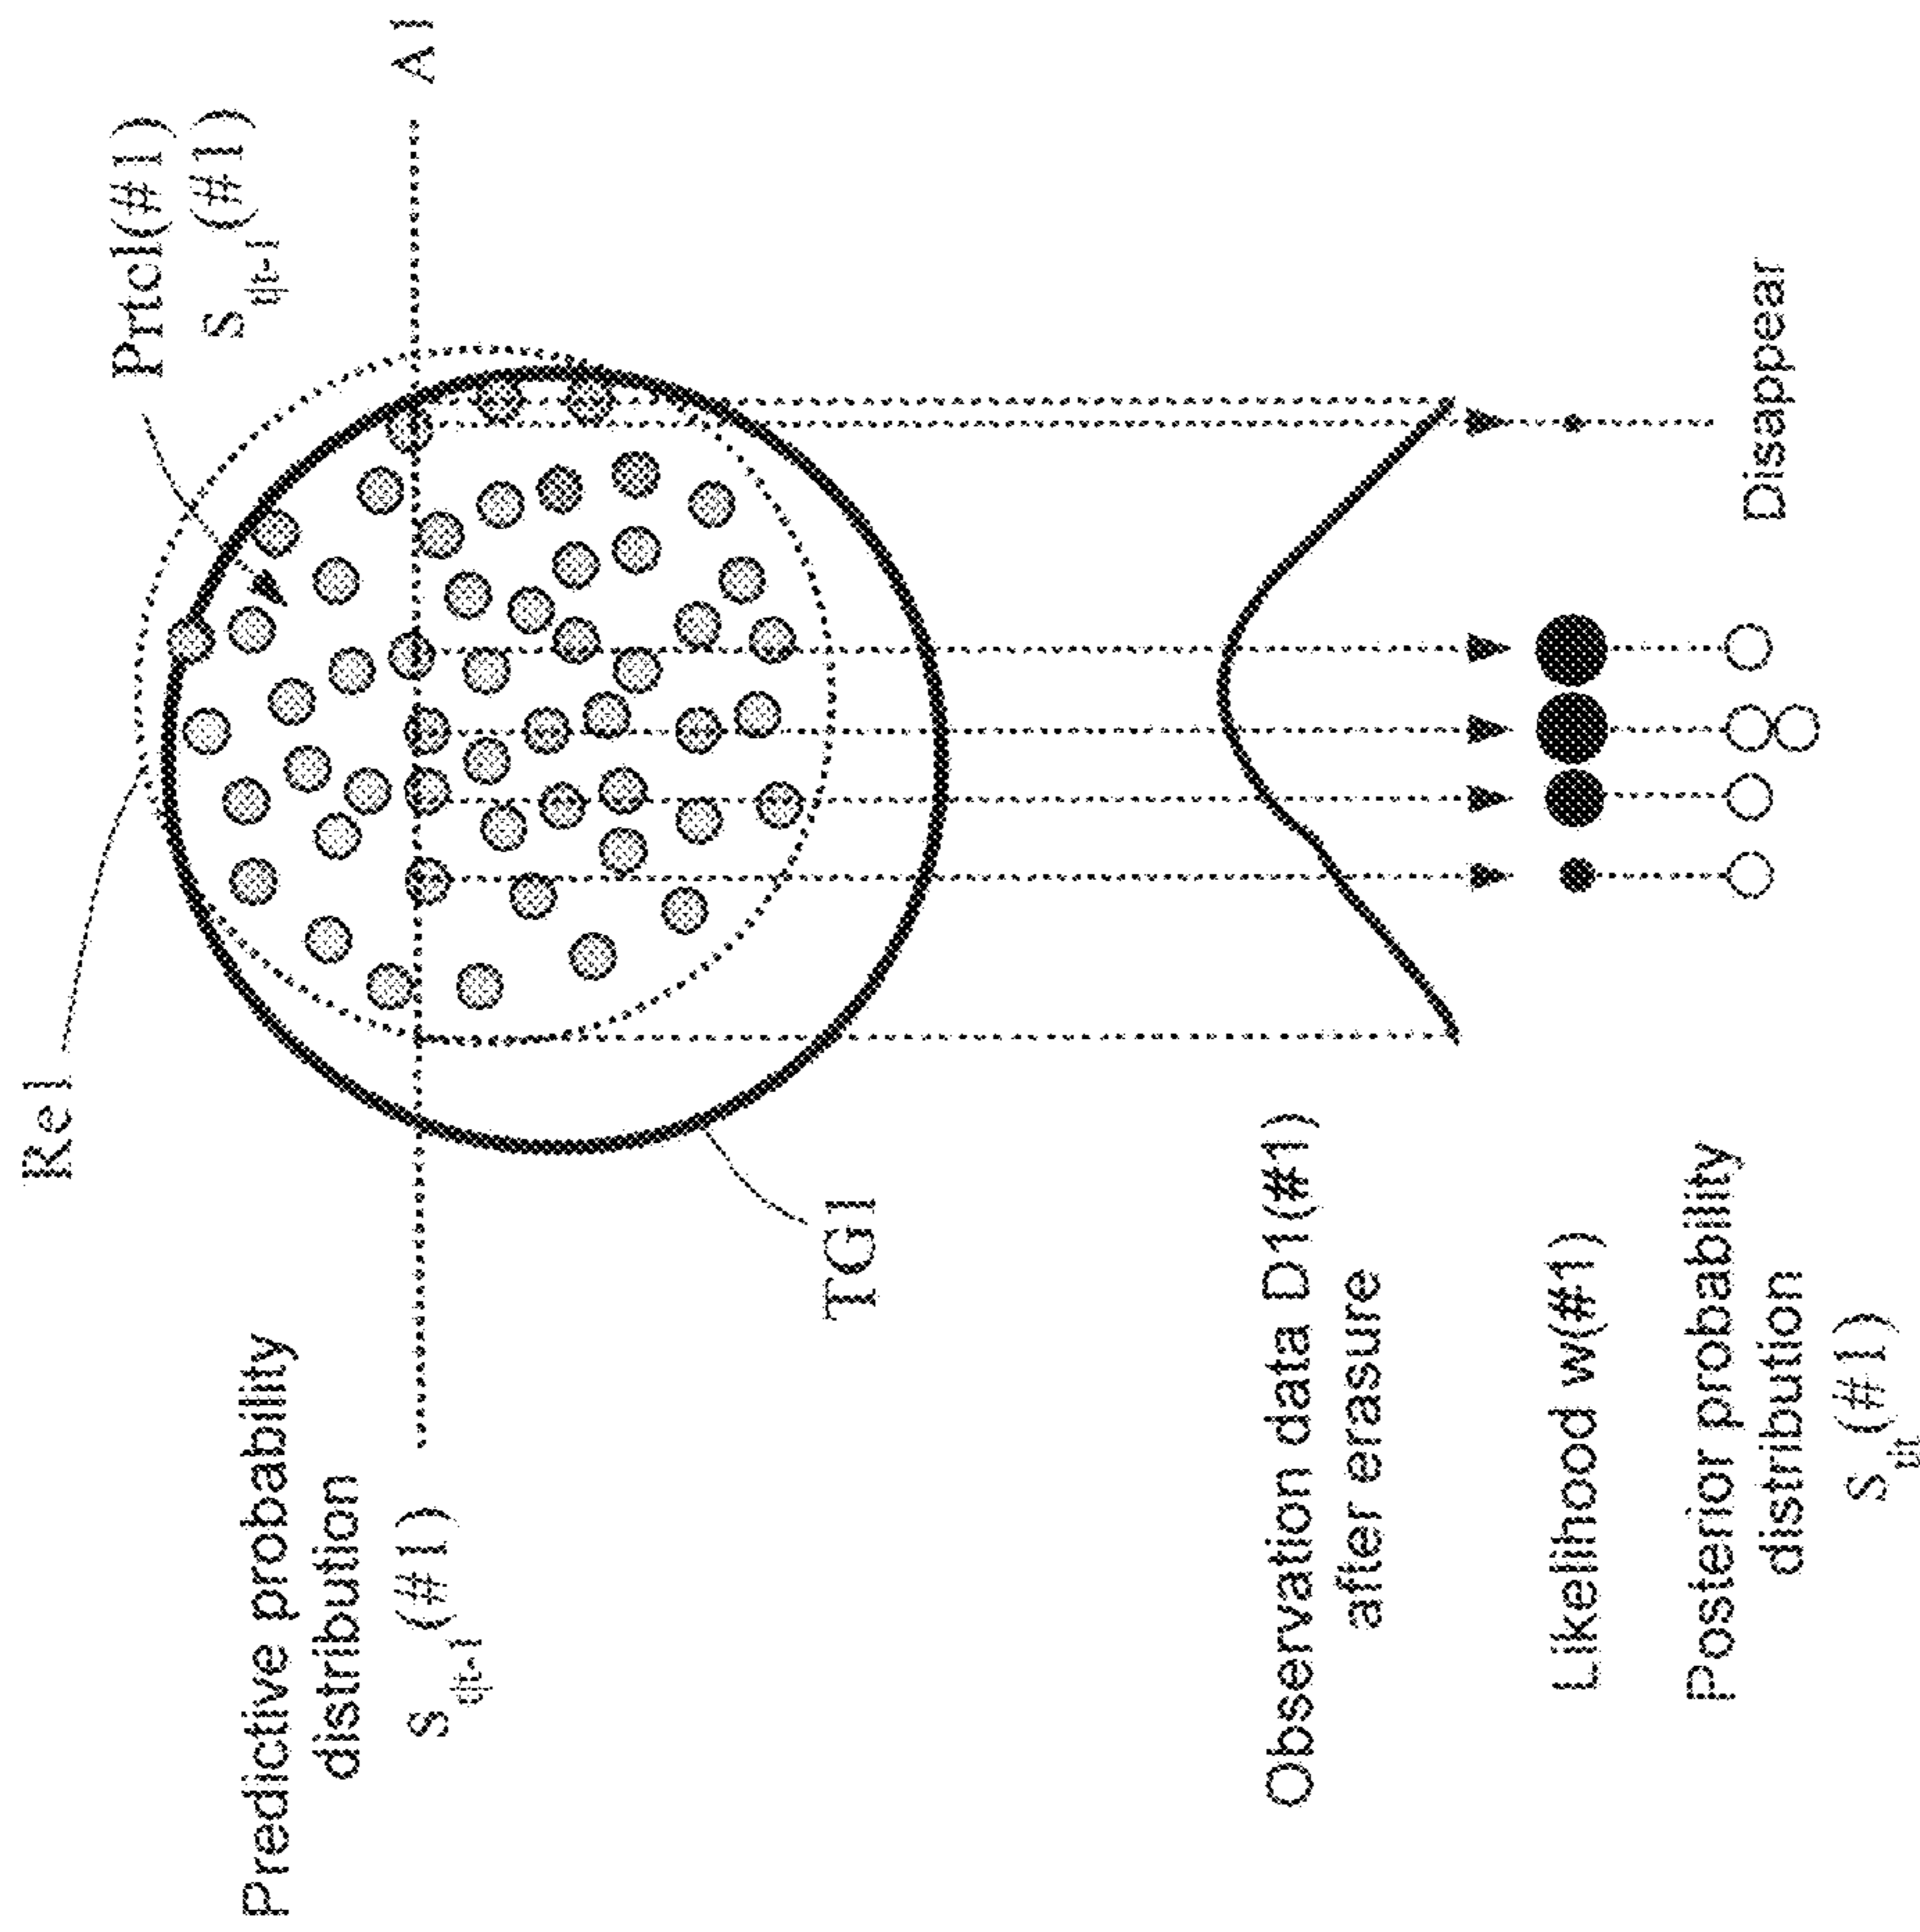 Re1
Prtcl(#1)
S t|t-1 (#1)
A1
Predictive probability
distribution
S t|t-1 (#1)
TG1
Observation data D1(#1)
after erasure
Likelihood w(#1)
Posterior probability
distribution
S t|t (#1)
Disappear